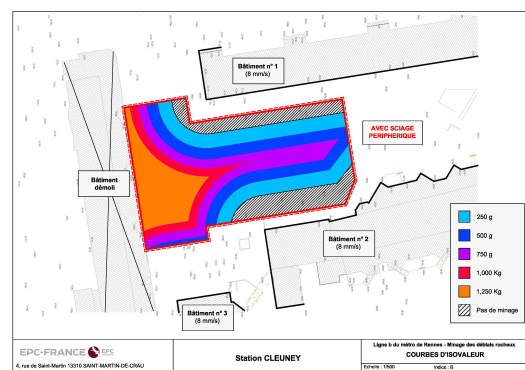 Bâtiment n° 1
(8 mm/s)
AVEC SCIAGE
PERIPHERIQUE
Bâtiment
démoli
Bâtiment n° 2
(8 mm/s)
Bâtiment n° 3
(8 mm/s)
250 g
500 g
750 g
1,000 Kg
1,250 Kg
Pas de minage
EPC-FRANCE EPC
4, rue de Saint-Martin 13310 SAINT-MARTIN-DE-CRAU
Station CLEUNEY
Ligne b du métro de Rennes - Minage des déblais rocheux
COURBES D'ISOVALEUR
Echelle : 1/500 Indice : B